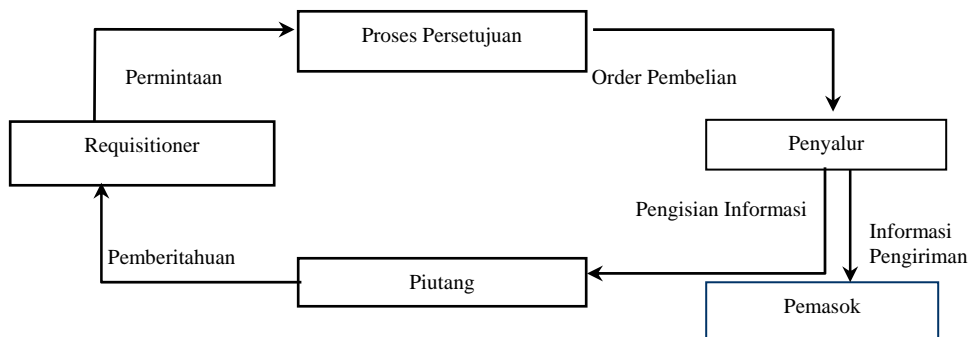 Proses Persetujuan
Permintaan
Order Pembelian
Requisitioner
Penyalur
Pengisian Informasi
Informasi
Pengiriman
Pemberitahuan
Piutang
Pemasok